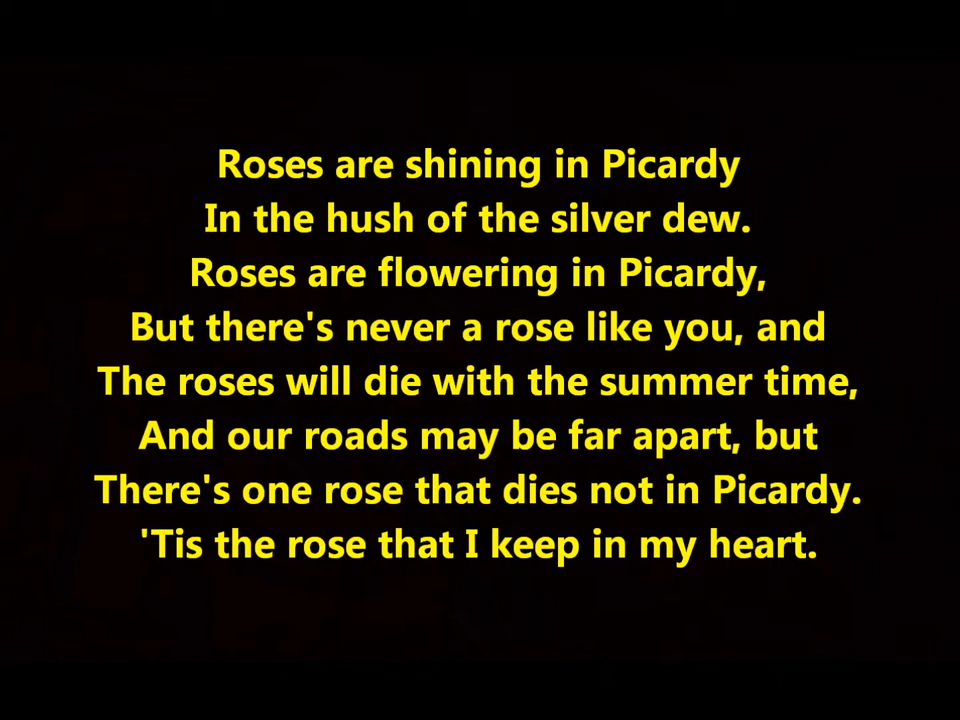 Roses are shining in Picardy
In the hush of the silver dew.
Roses are flowering in Picardy,
But there's never a rose like you, and
The roses will die with the summer time,
And our roads may be far apart, but
There's one rose that dies not in Picardy.
'Tis the rose that I keep in my heart.